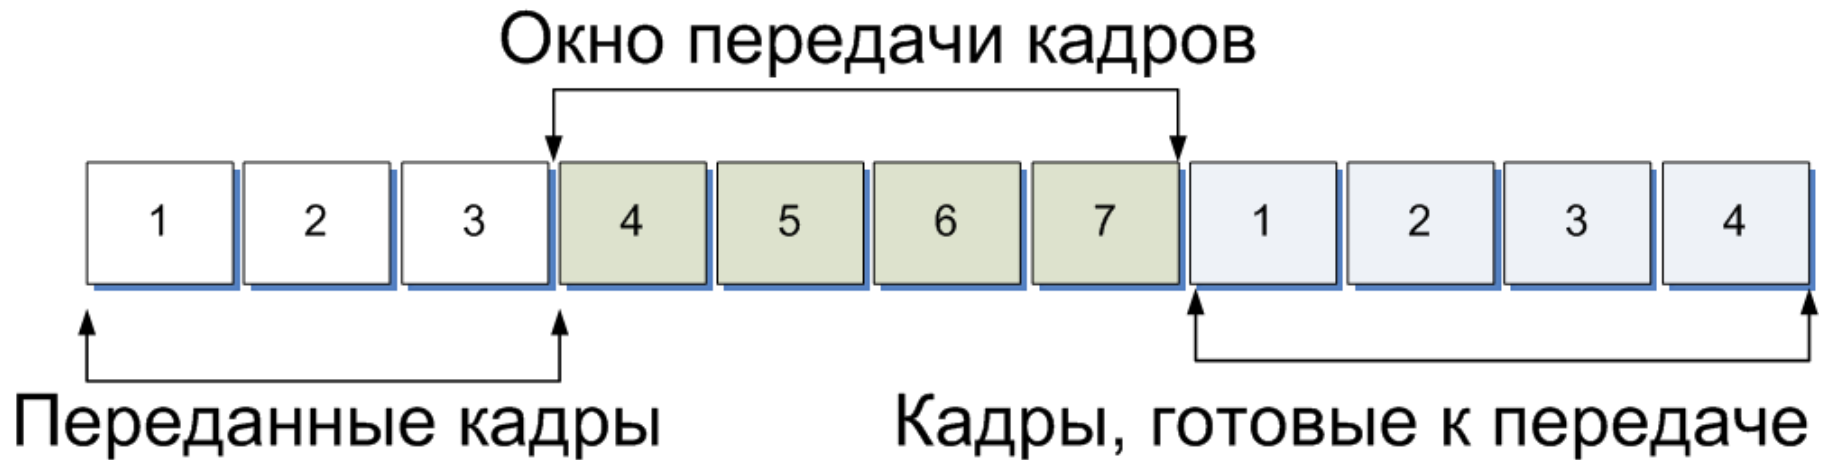 Окно передачи кадров
1 2 3 4 5 6 7 1 2 3 4
Переданные кадры
Кадры, готовые к передаче